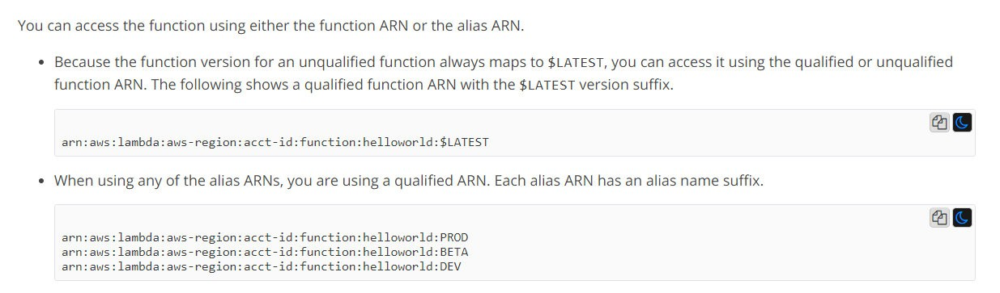 You can access the function using either the function ARN or the alias ARN.
• Because the function version for an unqualified function always maps to $LATEST, you can access it using the qualified or unqualified
function ARN. The following shows a qualified function ARN with the $LATEST version suffix.
arn:aws:lambda:aws-region:acct-id:function:helloworld:$LATEST
• When using any of the alias ARNs, you are using a qualified ARN. Each alias ARN has an alias name suffix.
arn:aws:lambda:aws-region:acct-id:function:helloworld:PROD
arn:aws:lambda:aws-region:acct-id:function:helloworld:BETA
arn:aws:lambda:aws-region:acct-id:function:helloworld:DEV